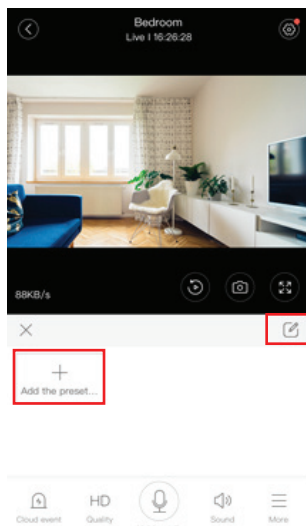 Bedroom
Live I 16:26:28
88KB/s
Add the preset...
HD
Cloud event
Quality
Sound
More